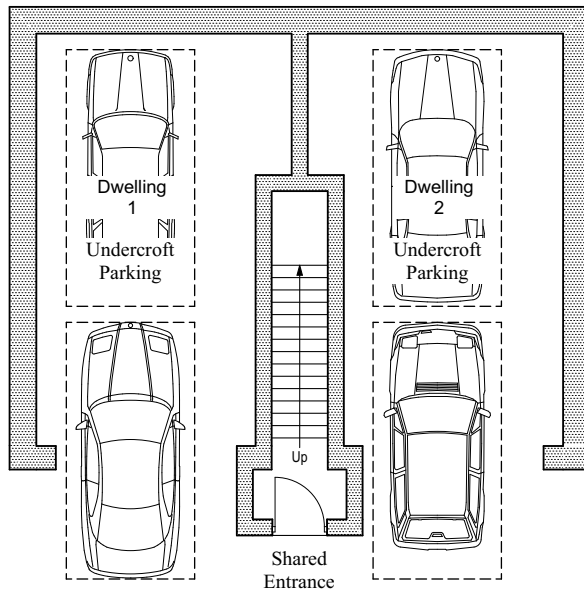 Dwelling
1
Undercroft
Parking
Dwelling
2
Undercroft
Parking
Up
Shared
Entrance